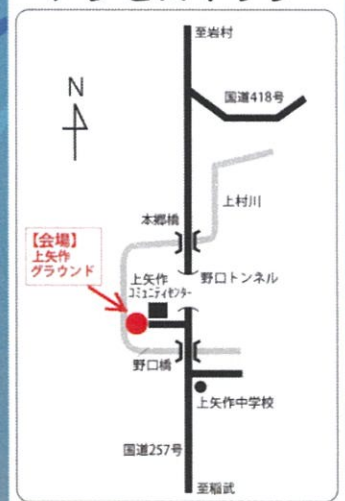 至岩村
N
国道418号
上村川
本郷橋
【会場】
上矢作
グラウンド
上矢作
コミュニティセンター
野口トンネル
野口橋
上矢作中学校
国道257号
至稲武